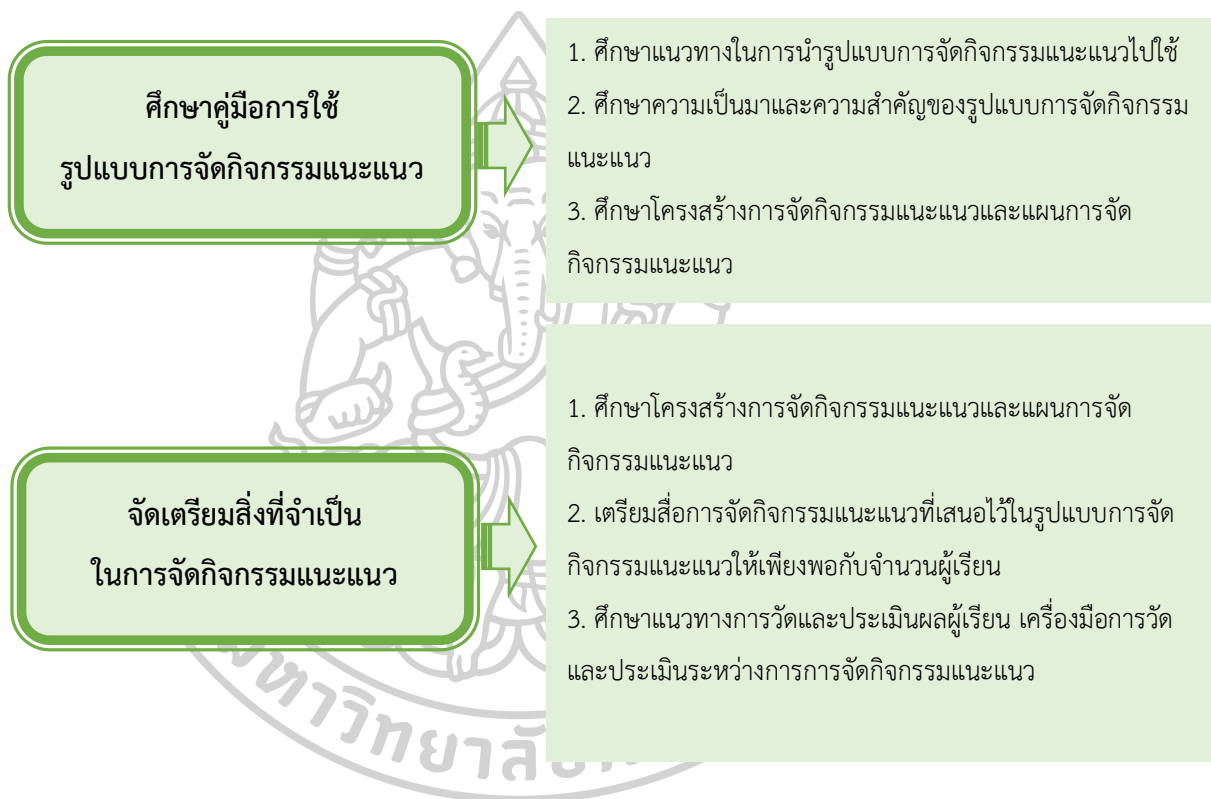 ศึกษาคู่มือการใช้
รูปแบบการจัดกิจกรรมแนะแนว
1. ศึกษาแนวทางในการนำรูปแบบการจัดกิจกรรมแนะแนวไปใช้
2. ศึกษาความเป็นมาและความสำคัญของรูปแบบการจัดกิจกรรม
แนะแนว
3. ศึกษาโครงสร้างการจัดกิจกรรมแนะแนวและแผนการจัด
กิจกรรมแนะแนว
จัดเตรียมสิ่งที่จำเป็น
ในการจัดกิจกรรมแนะแนว
1. ศึกษาโครงสร้างการจัดกิจกรรมแนะแนวและแผนการจัด
กิจกรรมแนะแนว
2. เตรียมสื่อการจัดกิจกรรมแนะแนวที่เสนอไว้ในรูปแบบการจัด
กิจกรรมแนะแนวให้เพียงพอกับจำนวนผู้เรียน
3. ศึกษาแนวทางการวัดและประเมินผลผู้เรียน เครื่องมือการวัด
และประเมินระหว่างการการจัดกิจกรรมแนะแนว